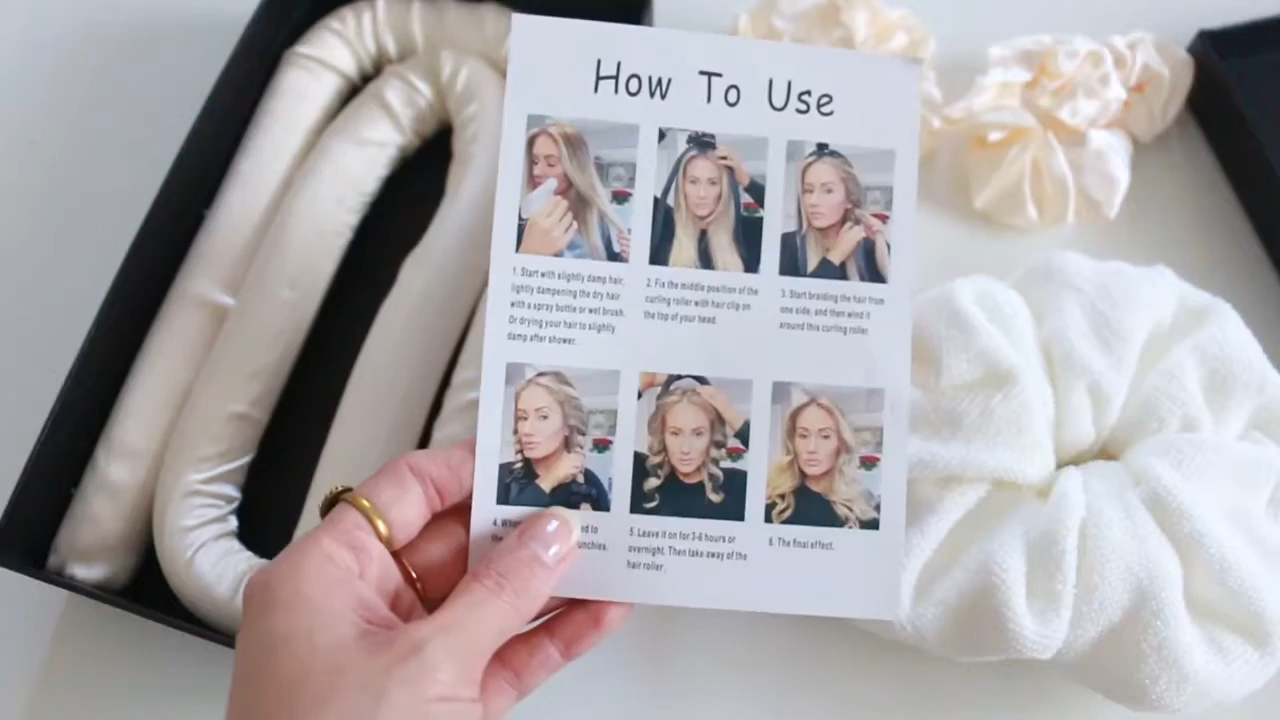 How To Use
1. Start with slightly damp hair,
lightly dampening the dry hair
with a spray bottle or wet brush.
Or drying your hair to slightly
damp after shower.
2. Fix the middle position of the
curling roller with hair clip on
the top of your head.
3. Start braiding the hair from
one side, and then wind it
around this curling roller.
4.
the
5. Leave it on for 3-6 hours or
overnight. Then take away of the
hair roller.
6. The final effect.